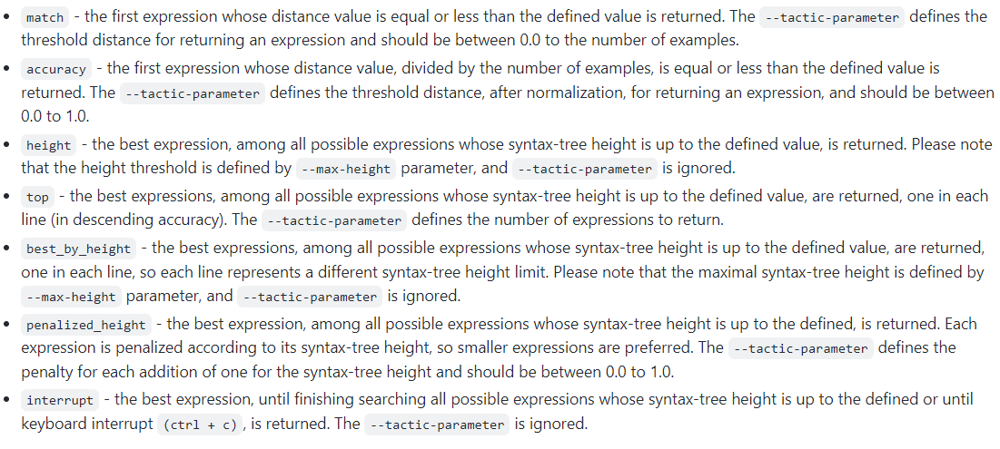 match - the first expression whose distance value is equal or less than the defined value is returned. The --tactic-parameter defines the
threshold distance for returning an expression and should be between 0.0 to the number of examples.
accuracy - the first expression whose distance value, divided by the number of examples, is equal or less than the defined value is
returned. The --tactic-parameter defines the threshold distance, after normalization, for returning an expression, and should be between
0.0 to 1.0.
height - the best expression, among all possible expressions whose syntax-tree height is up to the defined value, is returned. Please note
that the height threshold is defined by --max-height parameter, and --tactic-parameter is ignored.
top - the best expressions, among all possible expressions whose syntax-tree height is up to the defined value, are returned, one in each
line (in descending accuracy). The --tactic-parameter defines the number of expressions to return.
best_by_height - the best expressions, among all possible expressions whose syntax-tree height is up to the defined value, are returned,
one in each line, so each line represents a different syntax-tree height limit. Please note that the maximal syntax-tree height is defined by
--max-height parameter, and --tactic-parameter is ignored.
penalized_height - the best expression, among all possible expressions whose syntax-tree height is up to the defined, is returned. Each
expression is penalized according to its syntax-tree height, so smaller expressions are preferred. The --tactic-parameter defines the
penalty for each addition of one for the syntax-tree height and should be between 0.0 to 1.0.
interrupt - the best expression, until finishing searching all possible expressions whose syntax-tree height is up to the defined or until
keyboard interrupt (ctrl + c) , is returned. The --tactic-parameter is ignored.